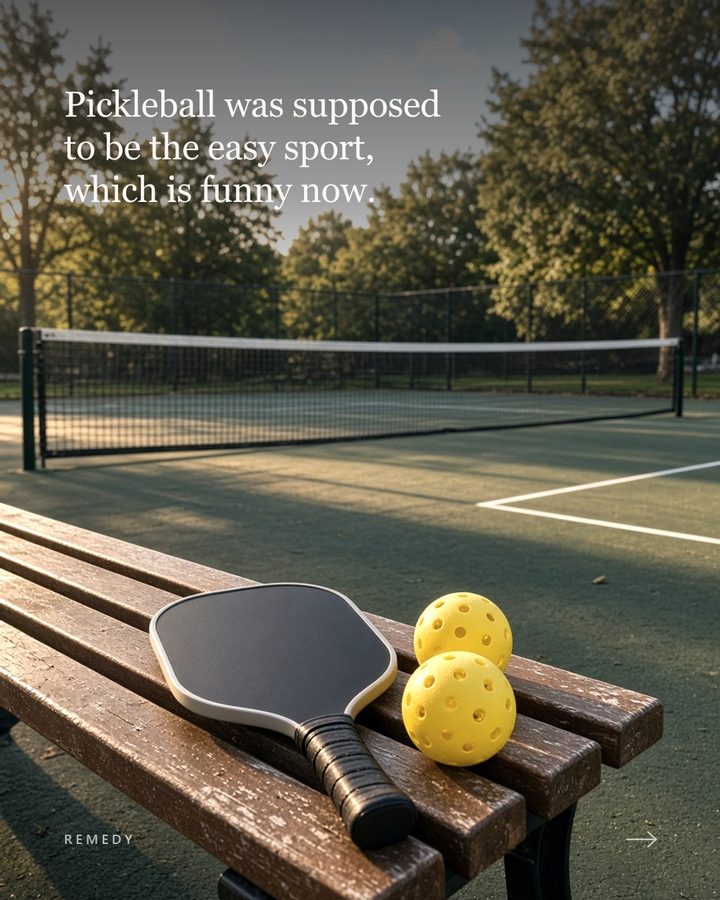 Pickleball was supposed
to be the easy sport,
which is funny now.
REMEDY